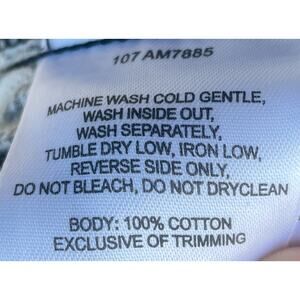 107 AM7885
MACHINE WASH COLD GENTLE,
WASH INSIDE OUT,
WASH SEPARATELY,
TUMBLE DRY LOW, IRON LOW,
REVERSE SIDE ONLY,
DO NOT BLEACH, DO NOT DRYCLEAN
BODY: 100% COTTON
EXCLUSIVE OF TRIMMING